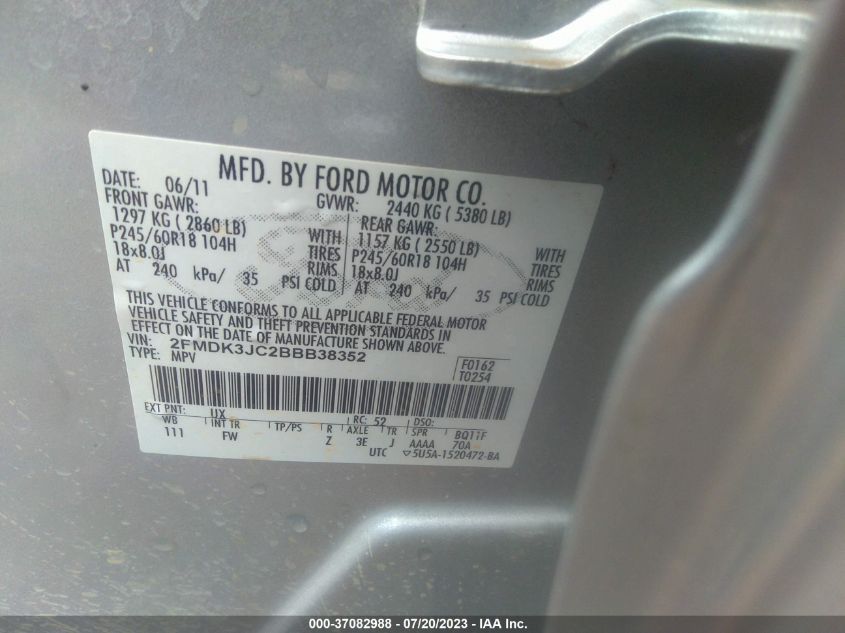 MFD. BY FORD MOTOR CO.
DATE: 06/11 GVWR: 2440 KG ( 5380 LB)
FRONT GAWR: REAR GAWR:
1297 KG ( 2860 LB) WITH 1157 KG ( 2550 LB) WITH
P245/60R18 104H TIRES P245/60R18 104H TIRES
18x8.0J RIMS 18x8.0J RIMS
AT 240 kPa/ 35 PSI COLD AT 240 kPa/ 35 PSI COLD
THIS VEHICLE CONFORMS TO ALL APPLICABLE FEDERAL MOTOR
VEHICLE SAFETY AND THEFT PREVENTION STANDARDS IN
EFFECT ON THE DATE OF MANUFACTURE SHOWN ABOVE.
VIN: 2FMDK3JC2BBB38352 F0162
TYPE: MPV T0254
EXT PNT: UX RC: 52 DSO:
WB INT TR TP/PS R AXLE TR SPR BQ11F
111 FW Z 3E J AAAA 70A
UTC ▽5U5A-1520472-BA
000-37082988 - 07/20/2023 - IAA Inc.